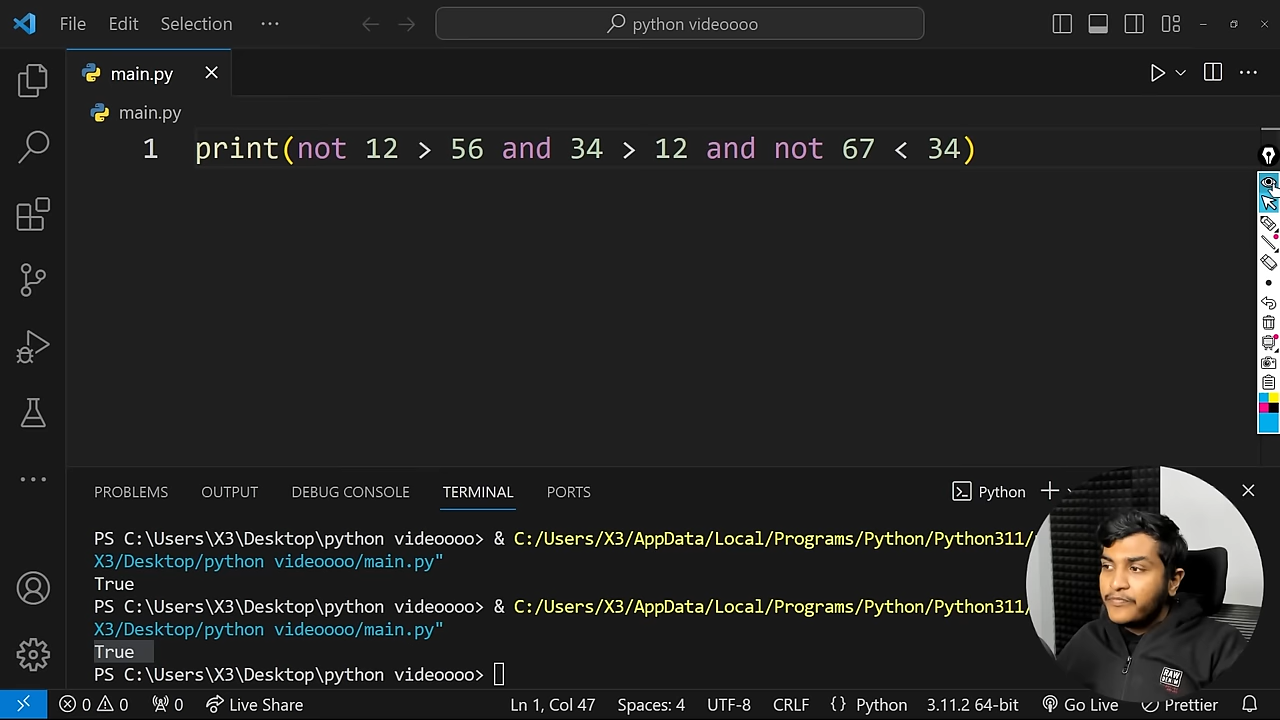 File Edit Selection ··· python videoooo
main.py
main.py
1 print(not 12 > 56 and 34 > 12 and not 67 < 34)
PROBLEMS OUTPUT DEBUG CONSOLE TERMINAL PORTS Python
PS C:\Users\X3\Desktop\python videoooo> & C:/Users/X3/AppData/Local/Programs/Python/Python311/
X3/Desktop/python videoooo/main.py"
True
PS C:\Users\X3\Desktop\python videoooo> & C:/Users/X3/AppData/Local/Programs/Python/Python311/
X3/Desktop/python videoooo/main.py"
True
PS C:\Users\X3\Desktop\python videoooo>
RAW
0 0 0 Live Share Ln 1, Col 47 Spaces: 4 UTF-8 CRLF {} Python 3.11.2 64-bit Go Live Prettier